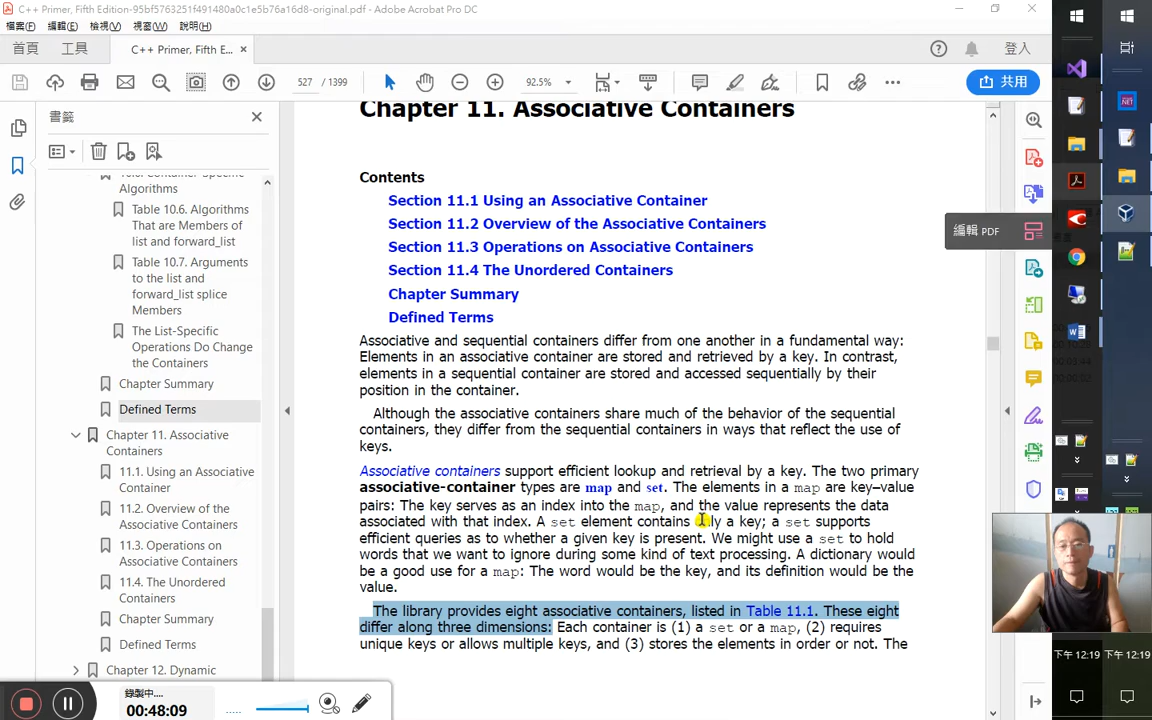 C++ Primer, Fifth Edition-95bf5716203401480a0c1e5b76a16d8-original.pdf - Adobe Acrobat Pro DC
檔案(F) 編輯(E) 檢視(V) 視窗(W) 說明(H)
首頁 工具 C++ Primer, Fifth E... × 登入
527 / 1399 92.5% 共用
書籤
Algorithms
Table 10.6. Algorithms
That are Members of
list and forward_list
Table 10.7. Arguments
to the list and
forward_list splice
Members
The List-Specific
Operations Do Change
the Containers
Chapter Summary
Defined Terms
Chapter 11. Associative
Containers
11.1. Using an Associative
Container
11.2. Overview of the
Associative Containers
11.3. Operations on
Associative Containers
11.4. The Unordered
Containers
Chapter Summary
Defined Terms
Chapter 12. Dynamic
Chapter 11. Associative Containers
Contents
Section 11.1 Using an Associative Container
Section 11.2 Overview of the Associative Containers
Section 11.3 Operations on Associative Containers
Section 11.4 The Unordered Containers
Chapter Summary
Defined Terms
Associative and sequential containers differ from one another in a fundamental way:
Elements in an associative container are stored and retrieved by a key. In contrast,
elements in a sequential container are stored and accessed sequentially by their
position in the container.
Although the associative containers share much of the behavior of the sequential
containers, they differ from the sequential containers in ways that reflect the use of
keys.
Associative containers support efficient lookup and retrieval by a key. The two primary
associative-container types are map and set. The elements in a map are key–value
pairs: The key serves as an index into the map, and the value represents the data
associated with that index. A set element contains only a key; a set supports
efficient queries as to whether a given key is present. We might use a set to hold
words that we want to ignore during some kind of text processing. A dictionary would
be a good use for a map: The word would be the key, and its definition would be the
value.
The library provides eight associative containers, listed in Table 11.1. These eight
differ along three dimensions: Each container is (1) a set or a map, (2) requires
unique keys or allows multiple keys, and (3) stores the elements in order or not. The
編輯 PDF
.NET
下午 12:19 下午 12:19
錄製中...
00:48:09